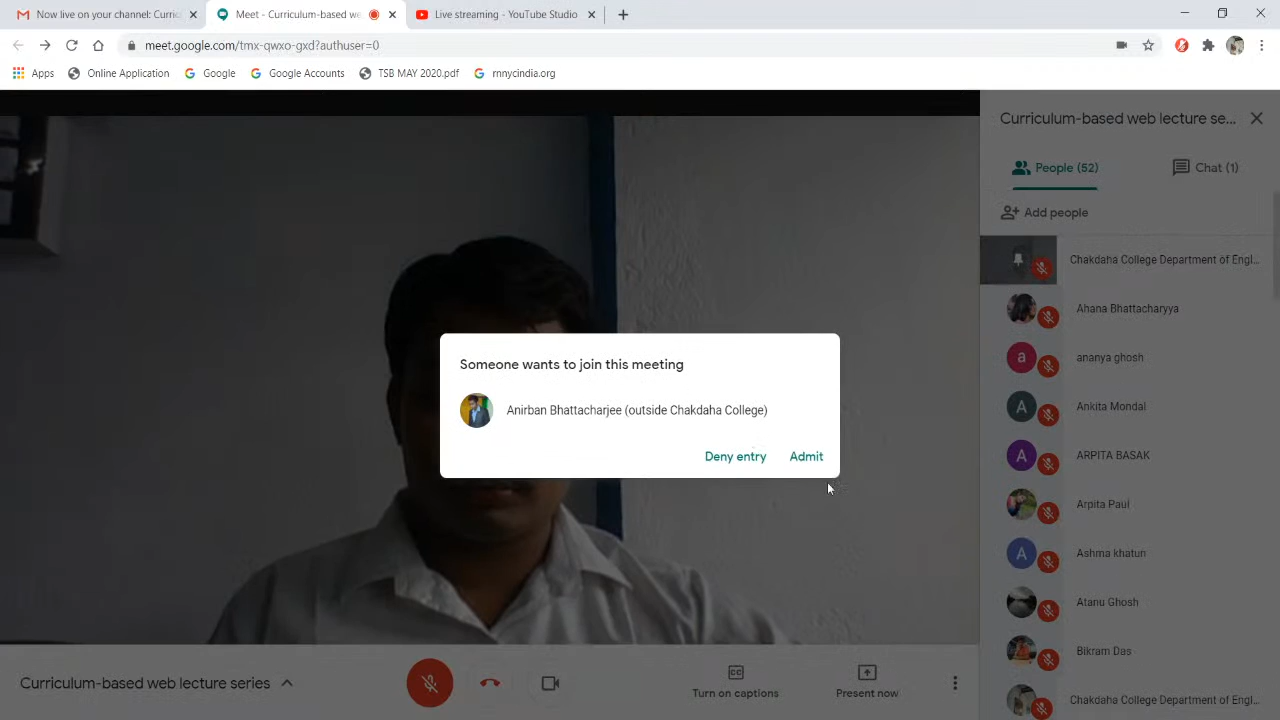 Now live on your channel: Curric
Meet - Curriculum-based we
Live streaming - YouTube Studio
meet.google.com/tmx-qwxo-gxd?authuser=0
Apps
Online Application
Google
Google Accounts
TSB MAY 2020.pdf
rnnycindia.org
Curriculum-based web lecture se...
People (52)
Chat (1)
Add people
Chakdaha College Department of Engl...
Ahana Bhattacharyya
a ananya ghosh
A Ankita Mondal
A ARPITA BASAK
Arpita Paul
A Ashma khatun
Atanu Ghosh
Bikram Das
Chakdaha College Department of Engl...
Someone wants to join this meeting
Anirban Bhattacharjee (outside Chakdaha College)
Deny entry
Admit
Curriculum-based web lecture series
Turn on captions
Present now